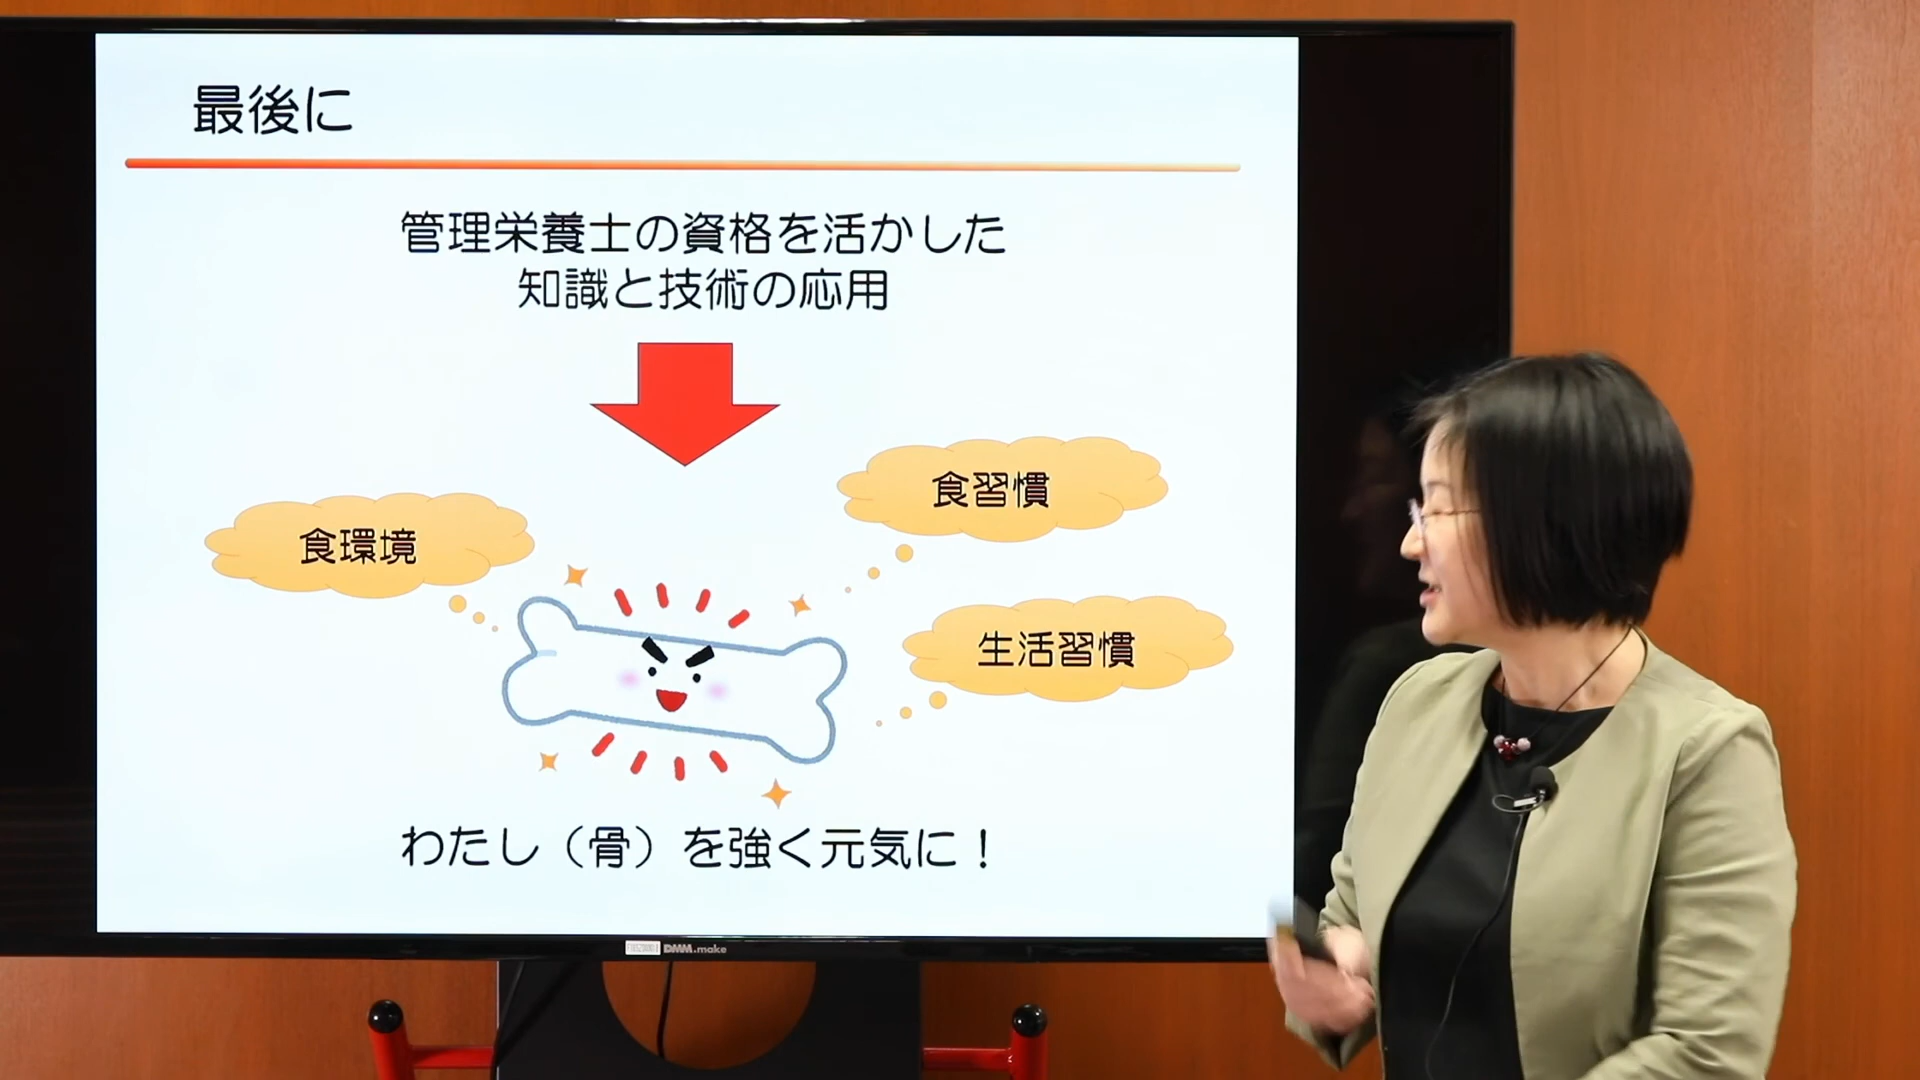 最後に
管理栄養士の資格を活かした
知識と技術の応用
食習慣
食環境
生活習慣
わたし（骨）を強く元気に！
DMM.make